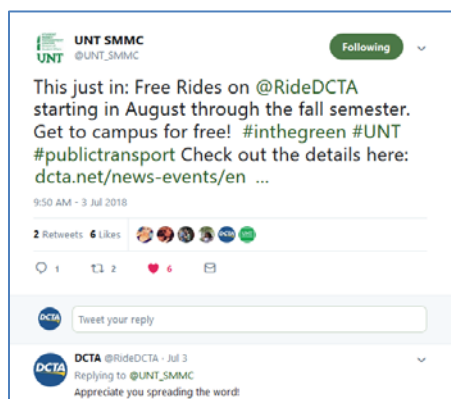 UNT
UNT SMMC
@UNT_SMMC
Following
This just in: Free Rides on @RideDCTA
starting in August through the fall semester.
Get to campus for free! #inthegreen #UNT
#publictransport Check out the details here:
dcta.net/news-events/en ...
9:50 AM - 3 Jul 2018
2 Retweets 6 Likes
1 2 6
DCTA
Tweet your reply
DCTA
DCTA @RideDCTA · Jul 3
Replying to @UNT_SMMC
Appreciate you spreading the word!